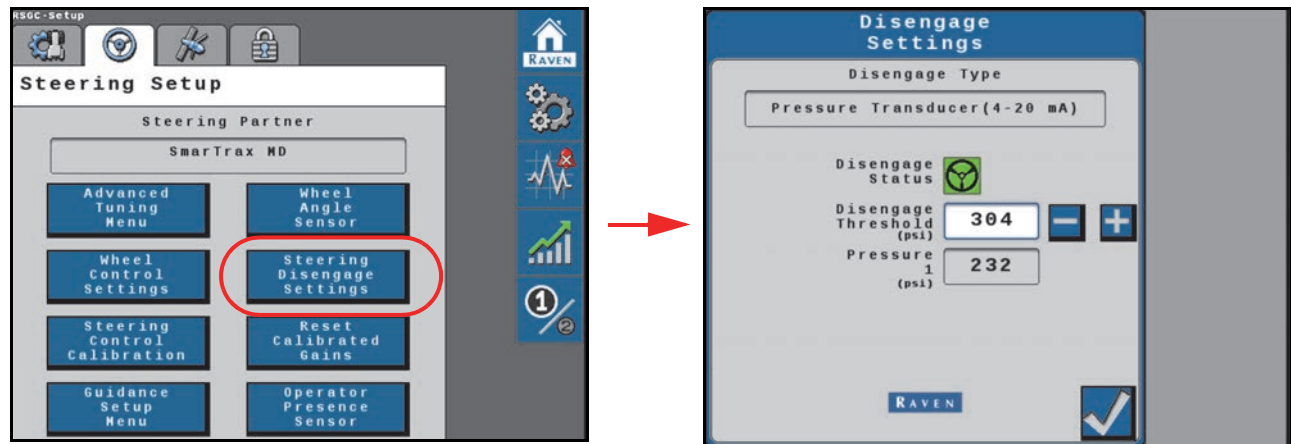 RSGC-Setup
RAVEN
Steering Setup
Steering Partner
SmarTrax MD
Advanced
Tuning
Menu
Wheel
Angle
Sensor
Wheel
Control
Settings
Steering
Disengage
Settings
Steering
Control
Calibration
Reset
Calibrated
Gains
Guidance
Setup
Menu
Operator
Presence
Sensor
1/2
Disengage
Settings
Disengage Type
Pressure Transducer(4-20 mA)
Disengage
Status
Disengage
Threshold
(psi)
304
Pressure
1
(psi)
232
RAVEN